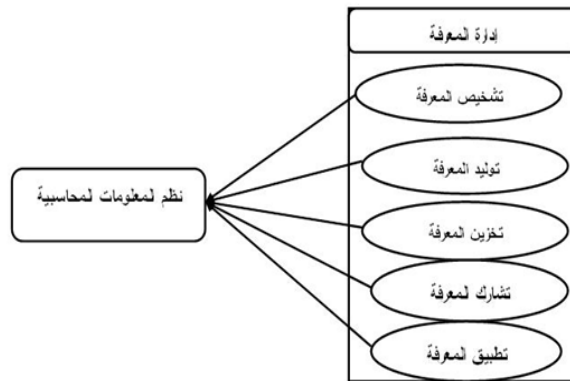 إدارة المعرفة
تشخيص المعرفة
توليد المعرفة
نظم لمعلومات لمحاسبية
تخزين المعرفة
تشارك لمعرفة
تطبيق المعرفة